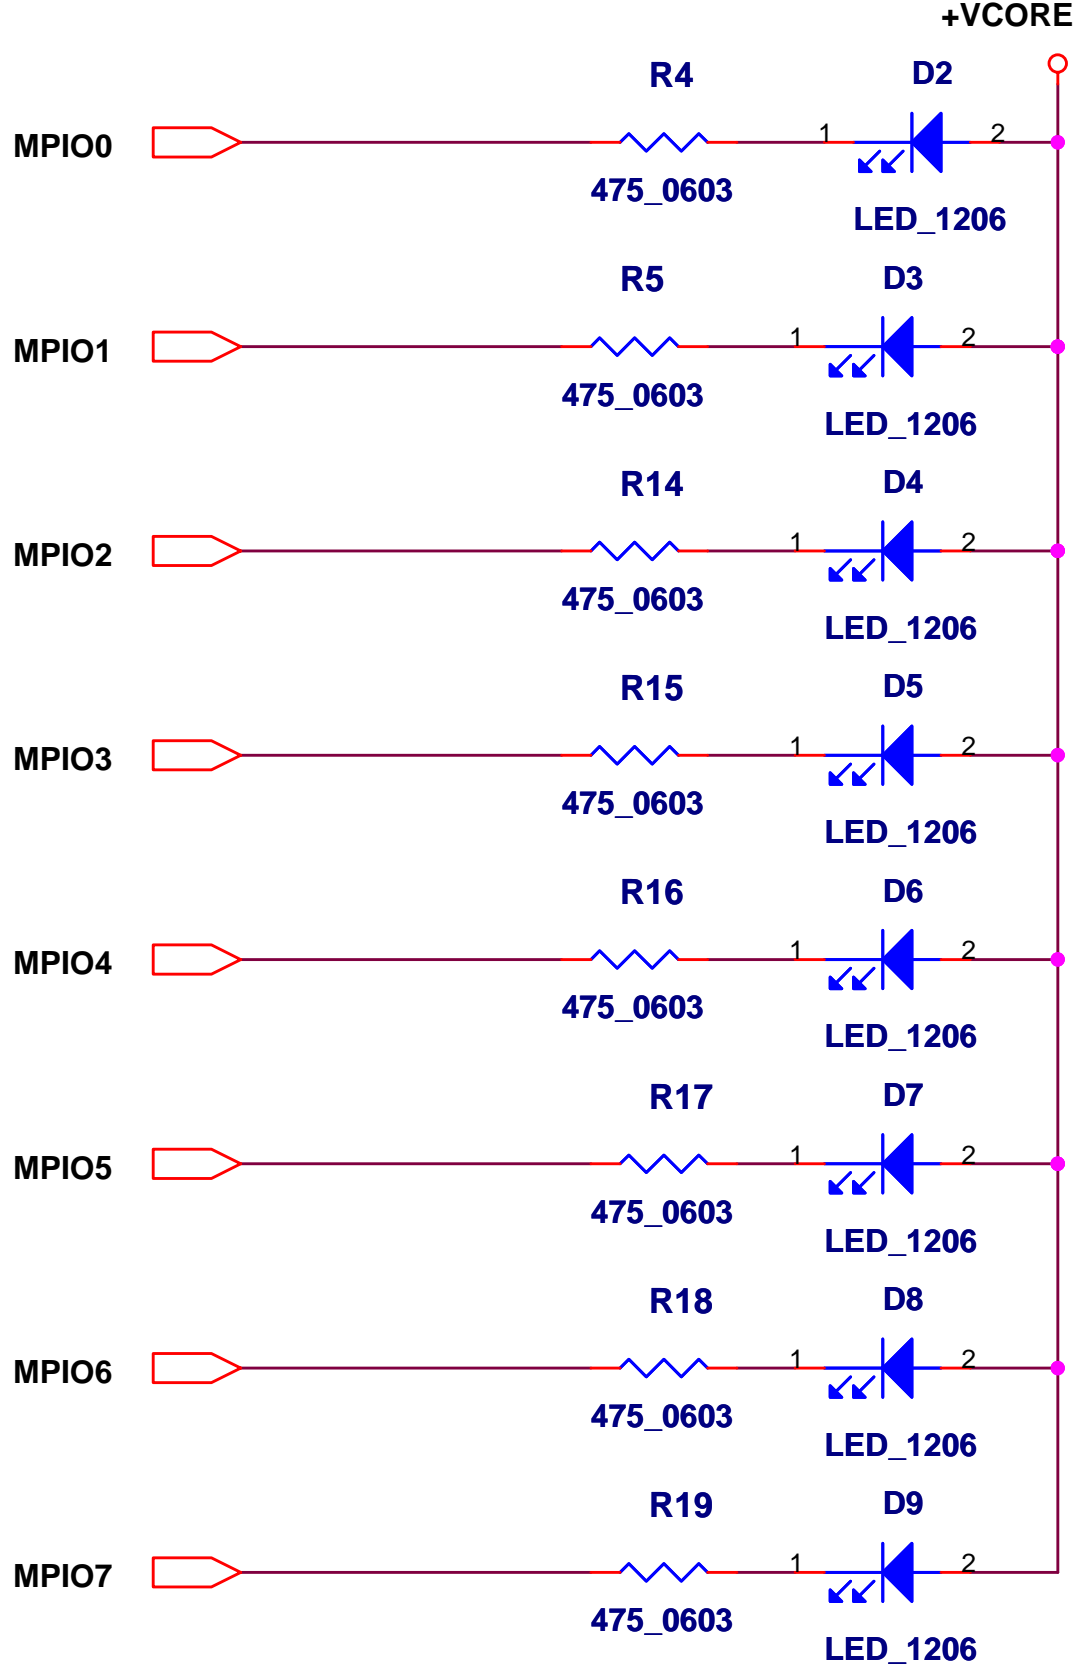 +VCORE
R4 D2
MPIO0 1 2
475_0603
LED_1206
R5 D3
MPIO1 1 2
475_0603
LED_1206
R14 D4
MPIO2 1 2
475_0603
LED_1206
R15 D5
MPIO3 1 2
475_0603
LED_1206
R16 D6
MPIO4 1 2
475_0603
LED_1206
R17 D7
MPIO5 1 2
475_0603
LED_1206
R18 D8
MPIO6 1 2
475_0603
LED_1206
R19 D9
MPIO7 1 2
475_0603
LED_1206